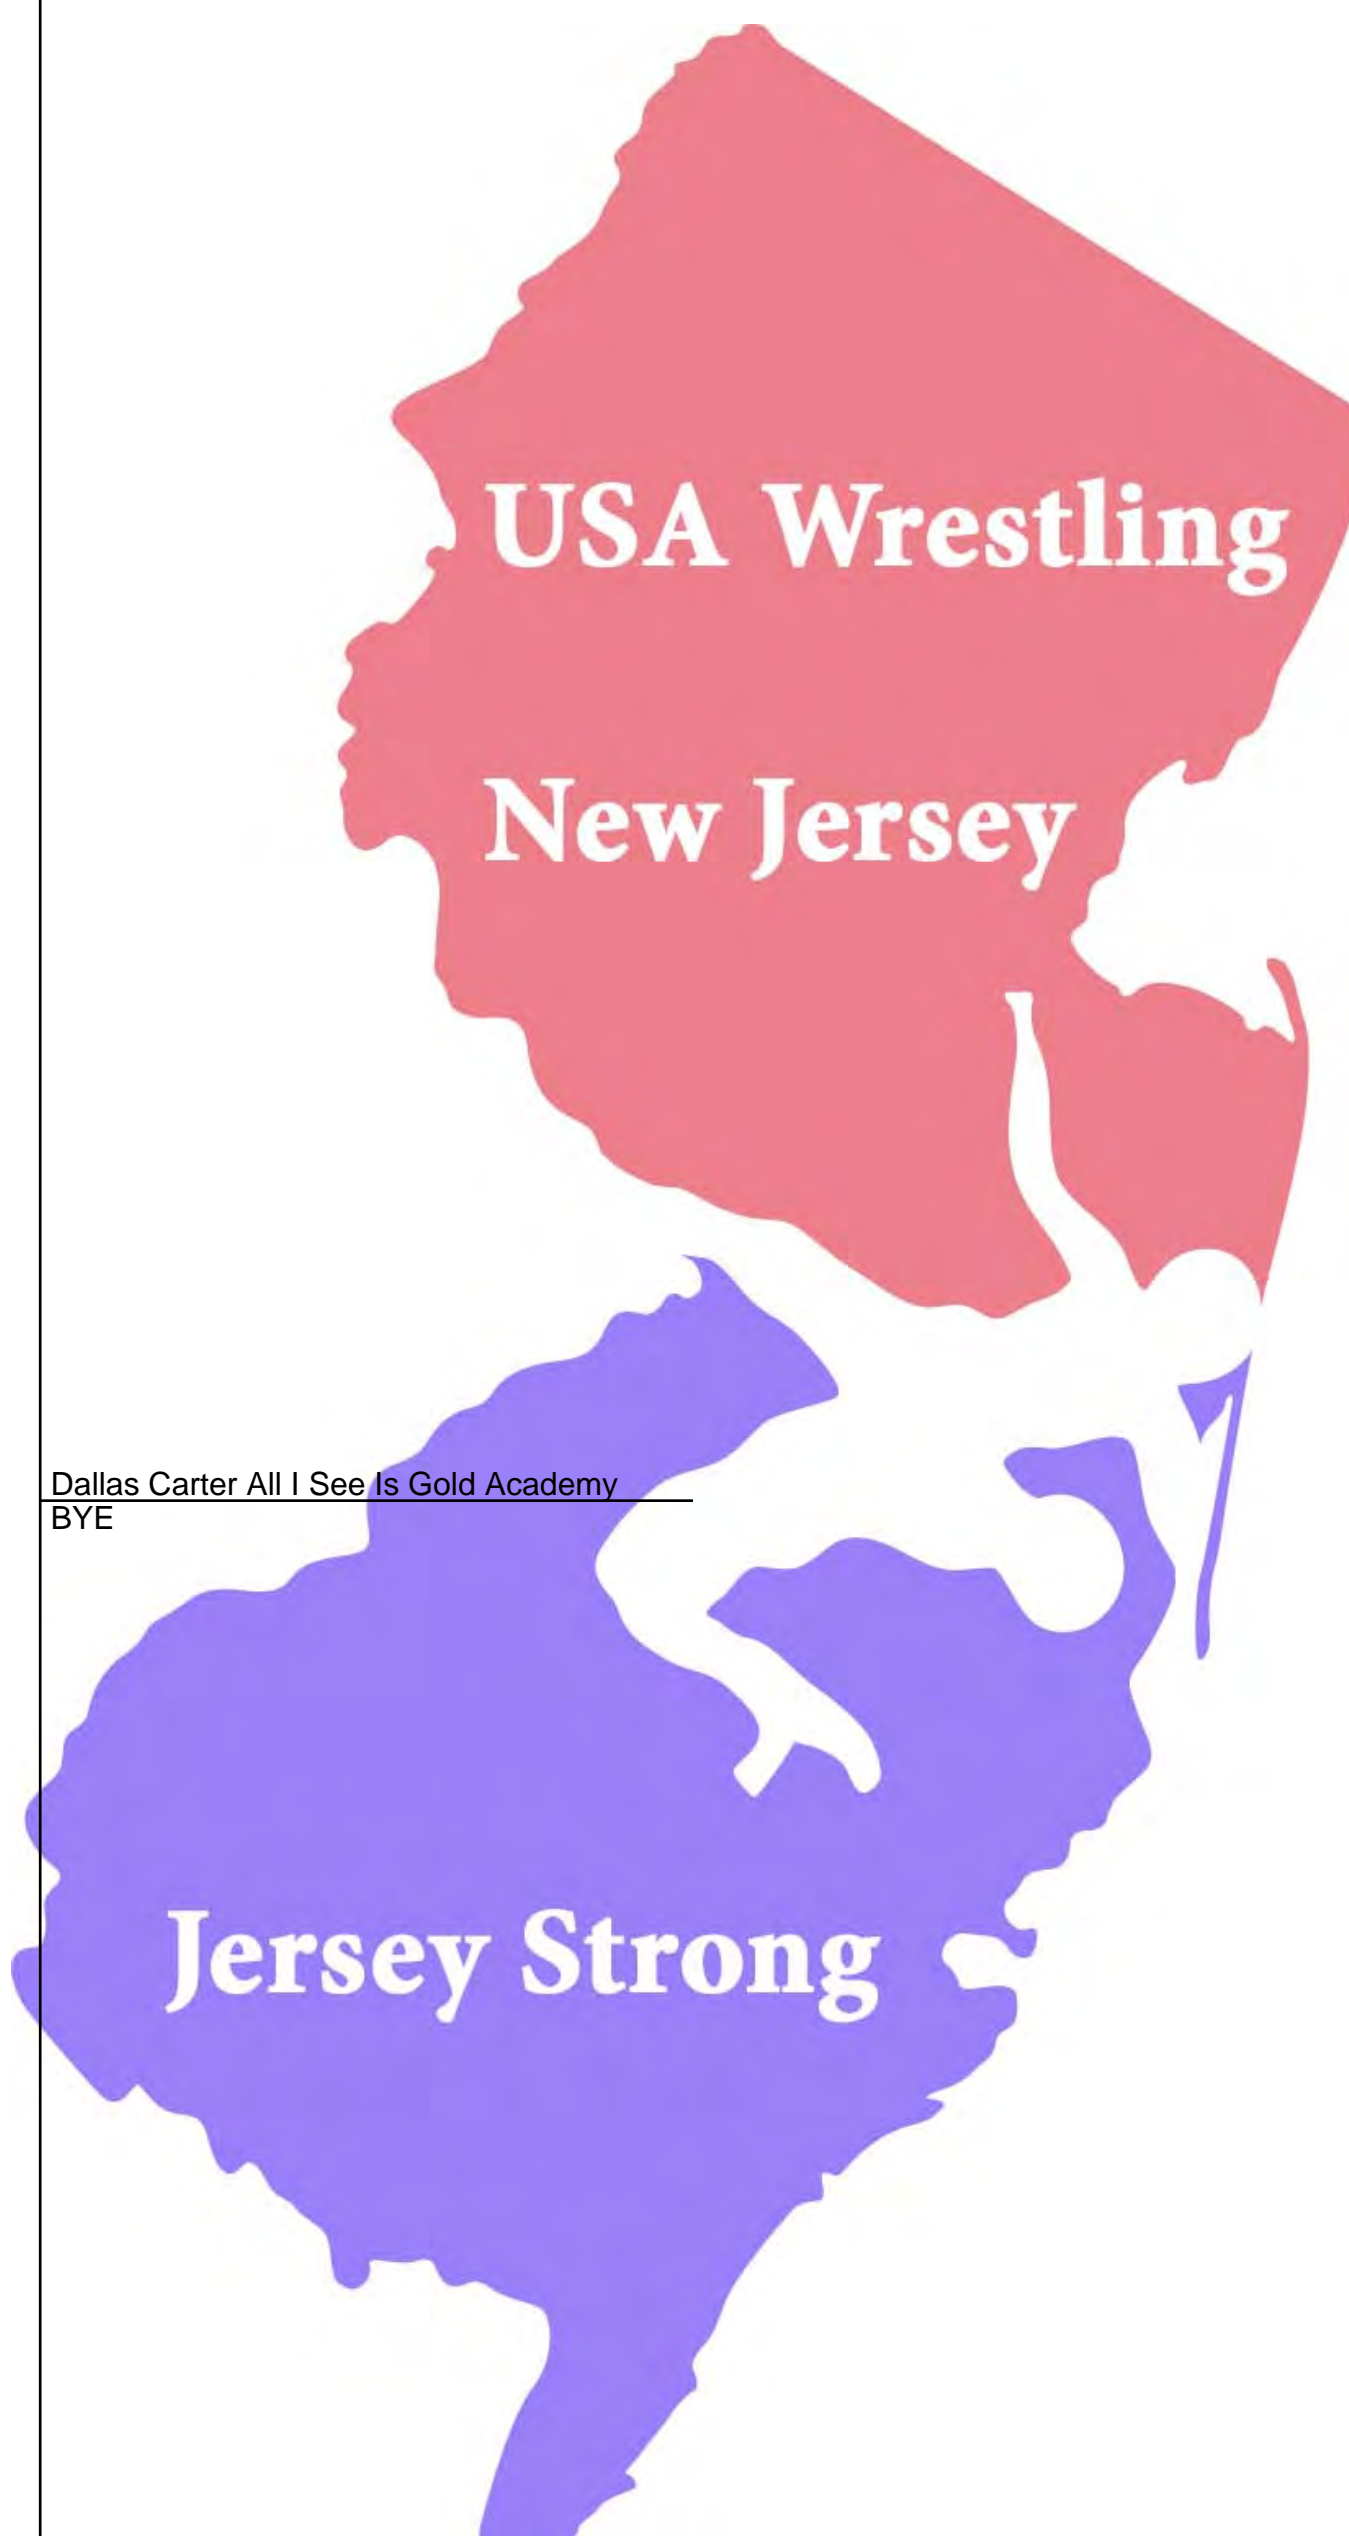 USA Wrestling
New Jersey
Dallas Carter All I See Is Gold Academy
BYE
Jersey Strong